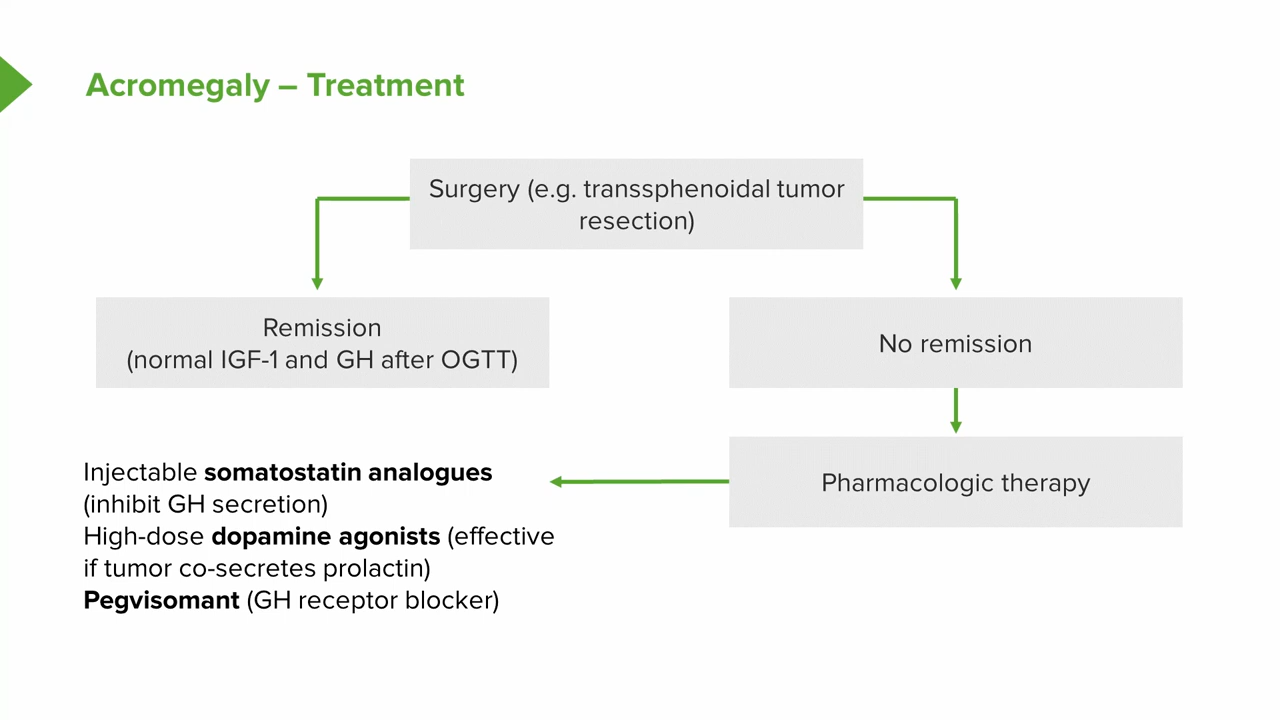 Acromegaly – Treatment
Surgery (e.g. transsphenoidal tumor
resection)
Remission
(normal IGF-1 and GH after OGTT)
No remission
Pharmacologic therapy
Injectable somatostatin analogues
(inhibit GH secretion)
High-dose dopamine agonists (effective
if tumor co-secretes prolactin)
Pegvisomant (GH receptor blocker)